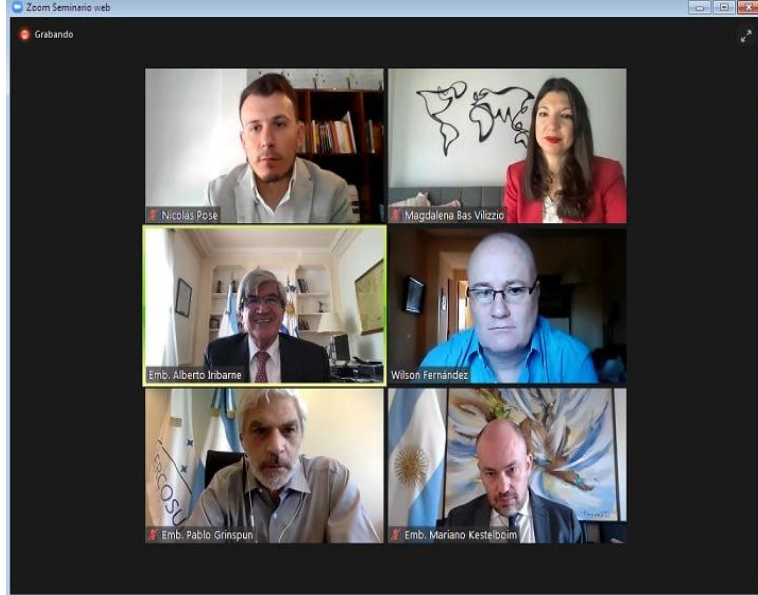 Zoom Seminario web
Grabando
Nicolás Pose
Magdalena Bas Vilizzio
Emb. Alberto Iribarne
Wilson Fernández
ERCOSU
Emb. Pablo Grinspun
Emb. Mariano Kestelboim